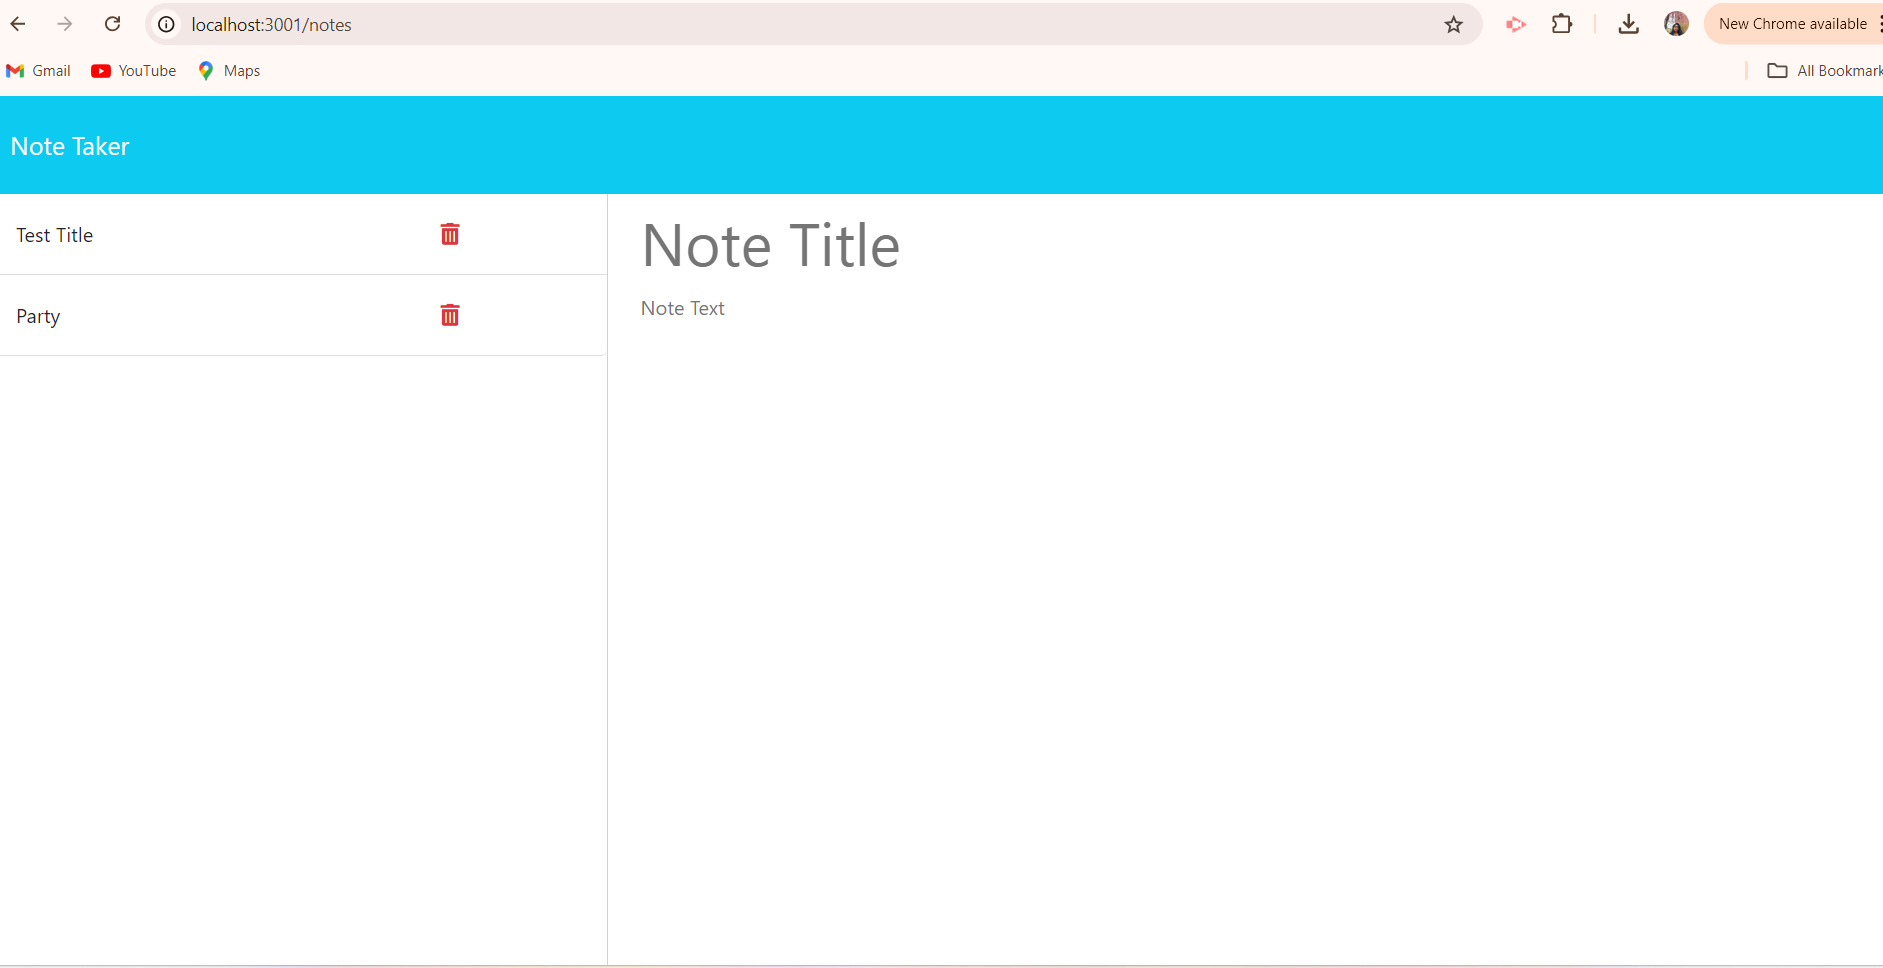 localhost:3001/notes
New Chrome available
Gmail YouTube Maps
All Bookmark
Note Taker
Test Title
Party
Note Title
Note Text